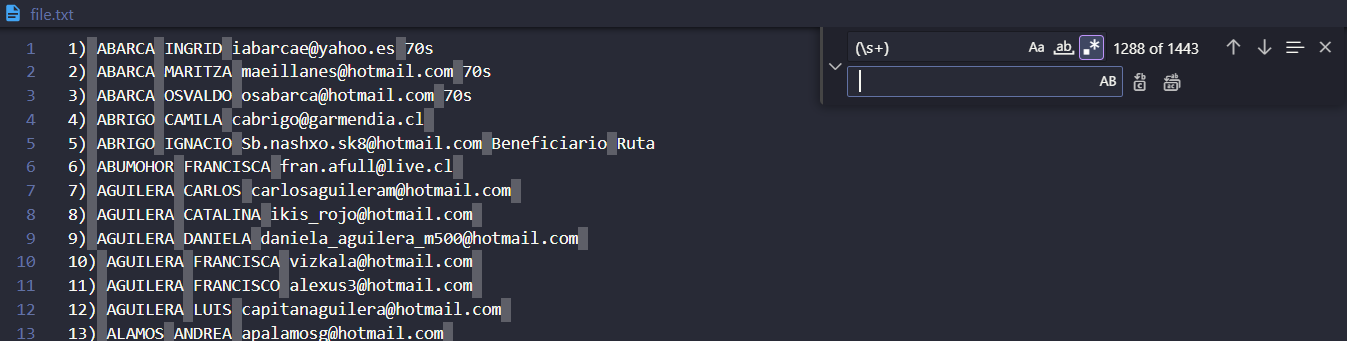 file.txt
(\s+) Aa ab 1288 of 1443
AB
1 1) ABARCA INGRID iabarcae@yahoo.es 70s
2 2) ABARCA MARITZA maeillanes@hotmail.com 70s
3 3) ABARCA OSVALDO osabarca@hotmail.com 70s
4 4) ABRIGO CAMILA cabrigo@garmendia.cl
5 5) ABRIGO IGNACIO Sb.nashxo.sk8@hotmail.com Beneficiario Ruta
6 6) ABUMOHOR FRANCISCA fran.afull@live.cl
7 7) AGUILERA CARLOS carlosaguileram@hotmail.com
8 8) AGUILERA CATALINA ikis_rojo@hotmail.com
9 9) AGUILERA DANIELA daniela_aguilera_m500@hotmail.com
10 10) AGUILERA FRANCISCA vizkala@hotmail.com
11 11) AGUILERA FRANCISCO alexus3@hotmail.com
12 12) AGUILERA LUIS capitanaguilera@hotmail.com
13 13) ALAMOS ANDREA apalamosg@hotmail.com